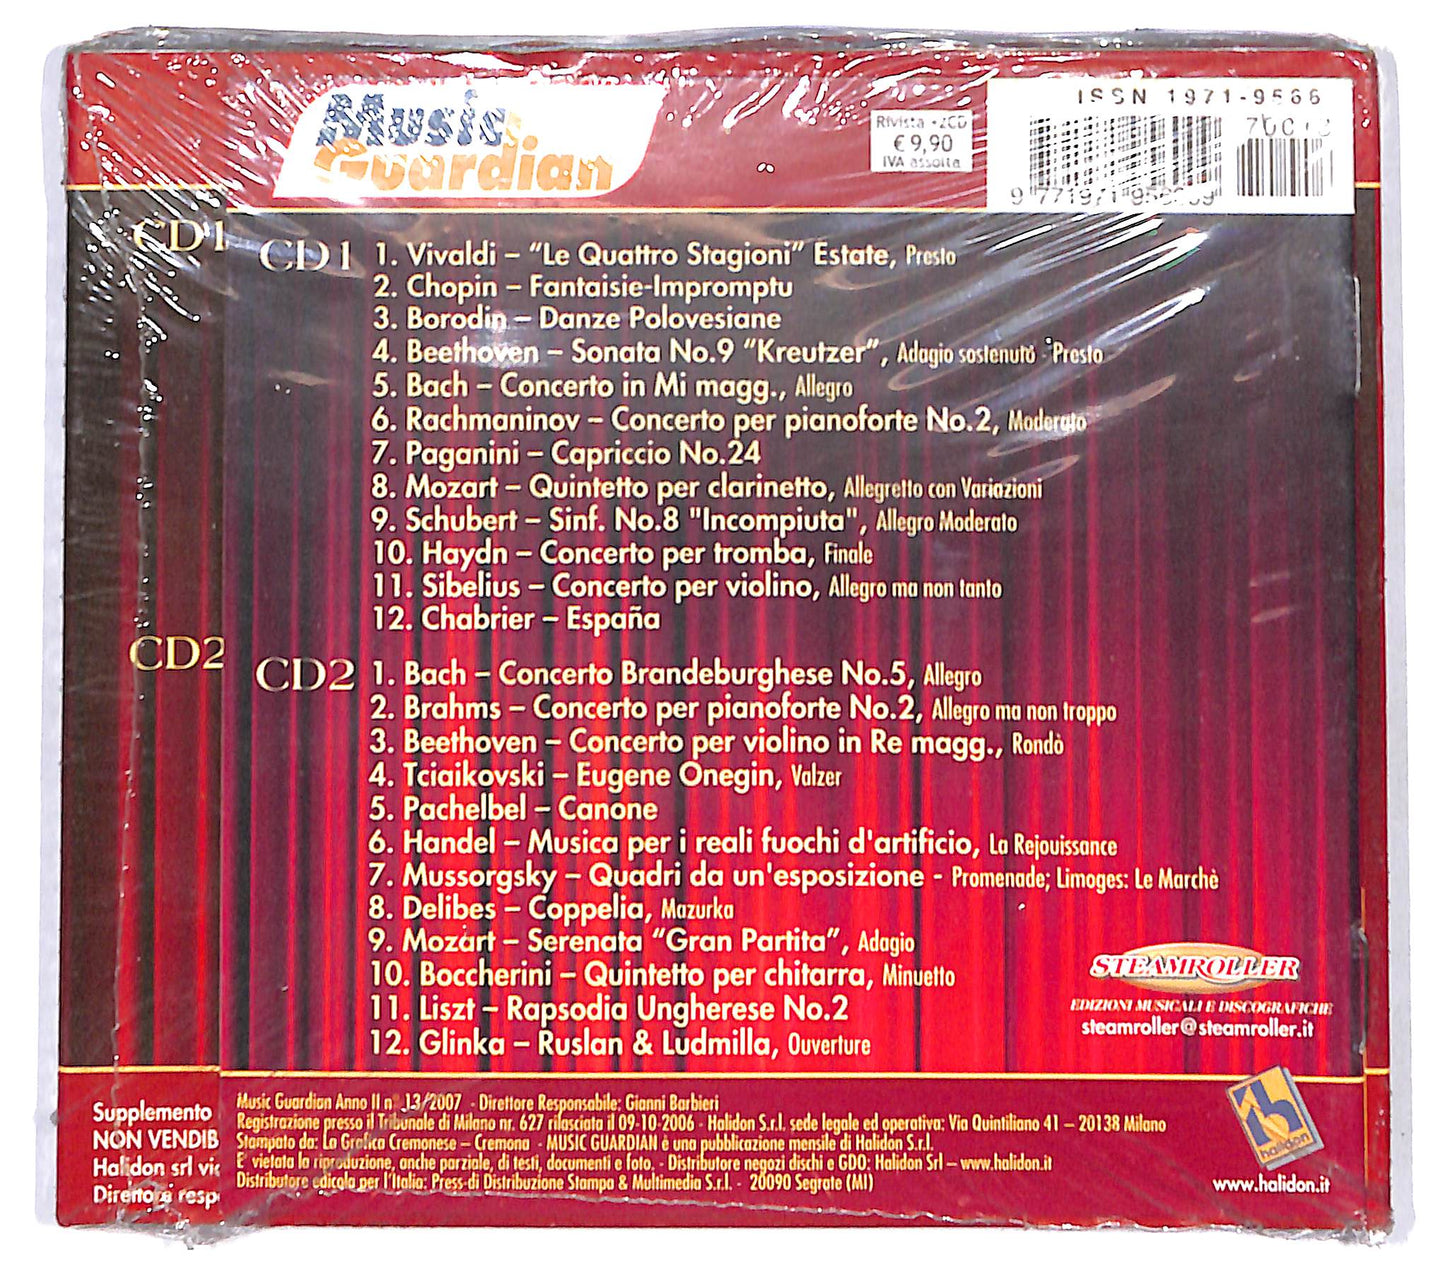 Music
Guardian
Rivista +2CD
€ 9,90
IVA assolta
ISSN 1971-9566
CD1
CD1
1. Vivaldi – “Le Quattro Stagioni” Estate, Presto
2. Chopin – Fantaisie-Impromptu
3. Borodin – Danze Polovesiane
4. Beethoven – Sonata No.9 “Kreutzer”, Adagio sostenuto - Presto
5. Bach – Concerto in Mi magg., Allegro
6. Rachmaninov – Concerto per pianoforte No.2, Moderato
7. Paganini – Capriccio No.24
8. Mozart – Quintetto per clarinetto, Allegretto con Variazioni
9. Schubert – Sinf. No.8 "Incompiuta", Allegro Moderato
10. Haydn – Concerto per tromba, Finale
11. Sibelius – Concerto per violino, Allegro ma non tanto
12. Chabrier – España
CD2
CD2
1. Bach – Concerto Brandeburghese No.5, Allegro
2. Brahms – Concerto per pianoforte No.2, Allegro ma non troppo
3. Beethoven – Concerto per violino in Re magg., Rondò
4. Tciaikovski – Eugene Onegin, Valzer
5. Pachelbel – Canone
6. Handel – Musica per i reali fuochi d'artificio, La Rejouissance
7. Mussorgsky – Quadri da un'esposizione - Promenade; Limoges: Le Marchè
8. Delibes – Coppelia, Mazurka
9. Mozart – Serenata “Gran Partita”, Adagio
10. Boccherini – Quintetto per chitarra, Minuetto
11. Liszt – Rapsodia Ungherese No.2
12. Glinka – Ruslan & Ludmilla, Ouverture
STEAMROLLER
EDIZIONI MUSICALI E DISCOGRAFICHE
steamroller@steamroller.it
Supplemento
NON VENDIB
Halidon srl vic
Direttore resp
Music Guardian Anno II n° 13/2007 - Direttore Responsabile: Gianni Barbieri
Registrazione presso il Tribunale di Milano nr. 627 rilasciata il 09-10-2006 - Halidon S.r.l. sede legale ed operativa: Via Quintiliano 41 – 20138 Milano
Stampato da: La Grafica Cremonese – Cremona - MUSIC GUARDIAN è una pubblicazione mensile di Halidon S.r.l.
E' vietata la riproduzione, anche parziale, di testi, documenti e foto. - Distributore negozi dischi e GDO: Halidon Srl – www.halidon.it
Distributore edicola per l'Italia: Press-di Distribuzione Stampa & Multimedia S.r.l. - 20090 Segrate (MI)
halidon
www.halidon.it